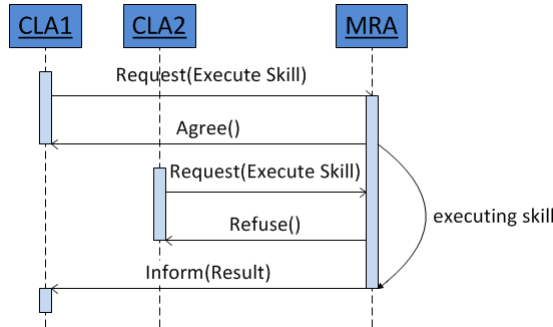 CLA1
CLA2
MRA
Request(Execute Skill)
Agree()
Request(Execute Skill)
executing skill
Refuse()
Inform(Result)